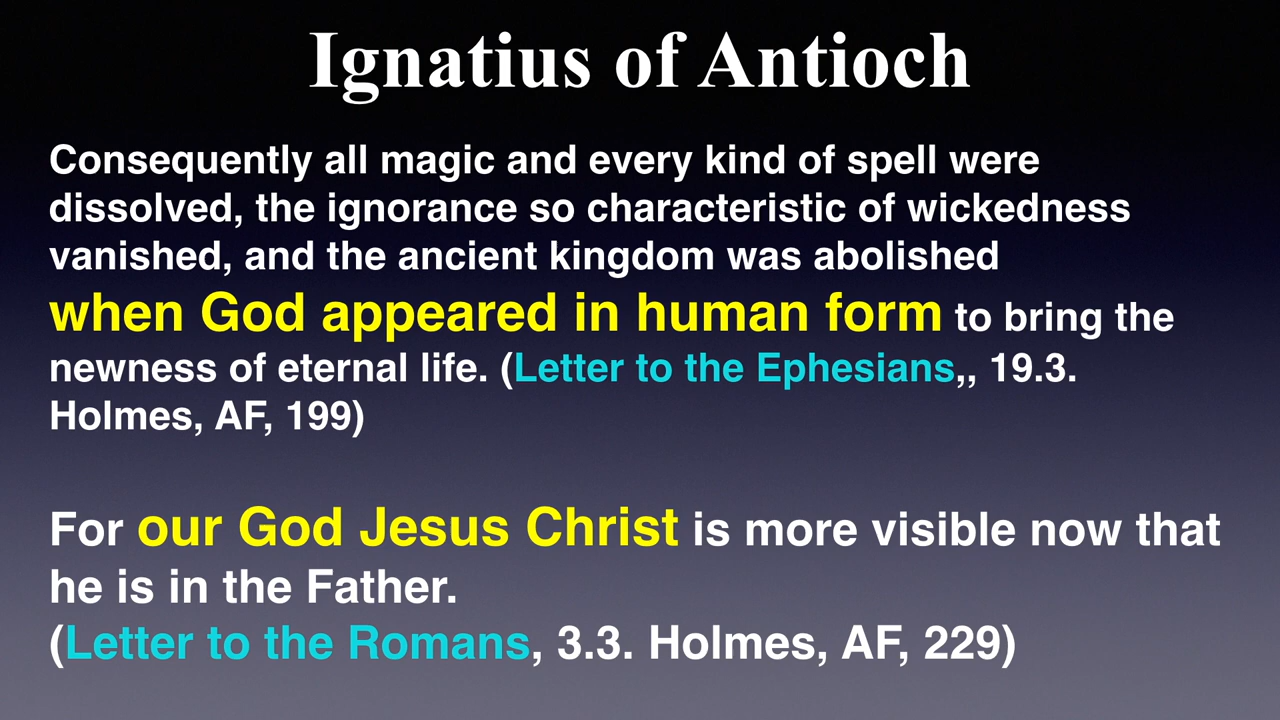 Ignatius of Antioch
Consequently all magic and every kind of spell were
dissolved, the ignorance so characteristic of wickedness
vanished, and the ancient kingdom was abolished
when God appeared in human form to bring the
newness of eternal life. (Letter to the Ephesians,, 19.3.
Holmes, AF, 199)
For our God Jesus Christ is more visible now that
he is in the Father.
(Letter to the Romans, 3.3. Holmes, AF, 229)